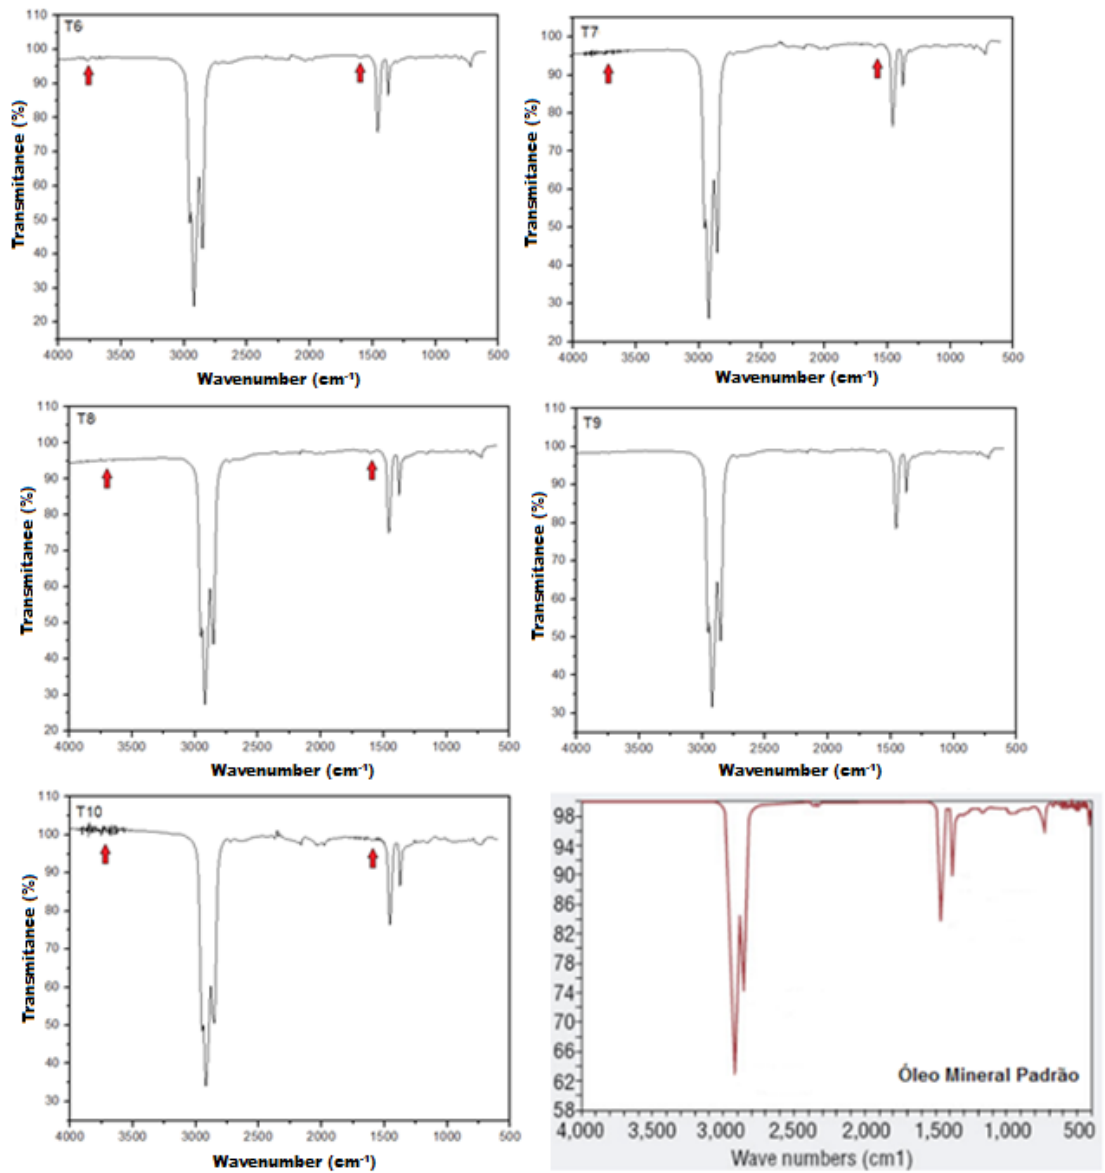 T6
Transmitance (%)
110
100
90
80
70
60
50
40
30
20
4000 3500 3000 2500 2000 1500 1000 500
Wavenumber (cm-1)
T7
Transmitance (%)
100
90
80
70
60
50
40
30
20
4000 3500 3000 2500 2000 1500 1000 500
Wavenumber (cm-1)
T8
Transmitance (%)
110
100
90
80
70
60
50
40
30
20
4000 3500 3000 2500 2000 1500 1000 500
Wavenumber (cm-1)
T9
Transmitance (%)
110
100
90
80
70
60
50
40
30
4000 3500 3000 2500 2000 1500 1000 500
Wavenumber (cm-1)
T10
Transmitance (%)
110
100
90
80
70
60
50
40
30
4000 3500 3000 2500 2000 1500 1000 500
Wavenumber (cm-1)
98
94
90
86
82
78
74
70
66
62
58
Óleo Mineral Padrão
4,000 3,500 3,000 2,500 2,000 1,500 1,000 500
Wave numbers (cm1)